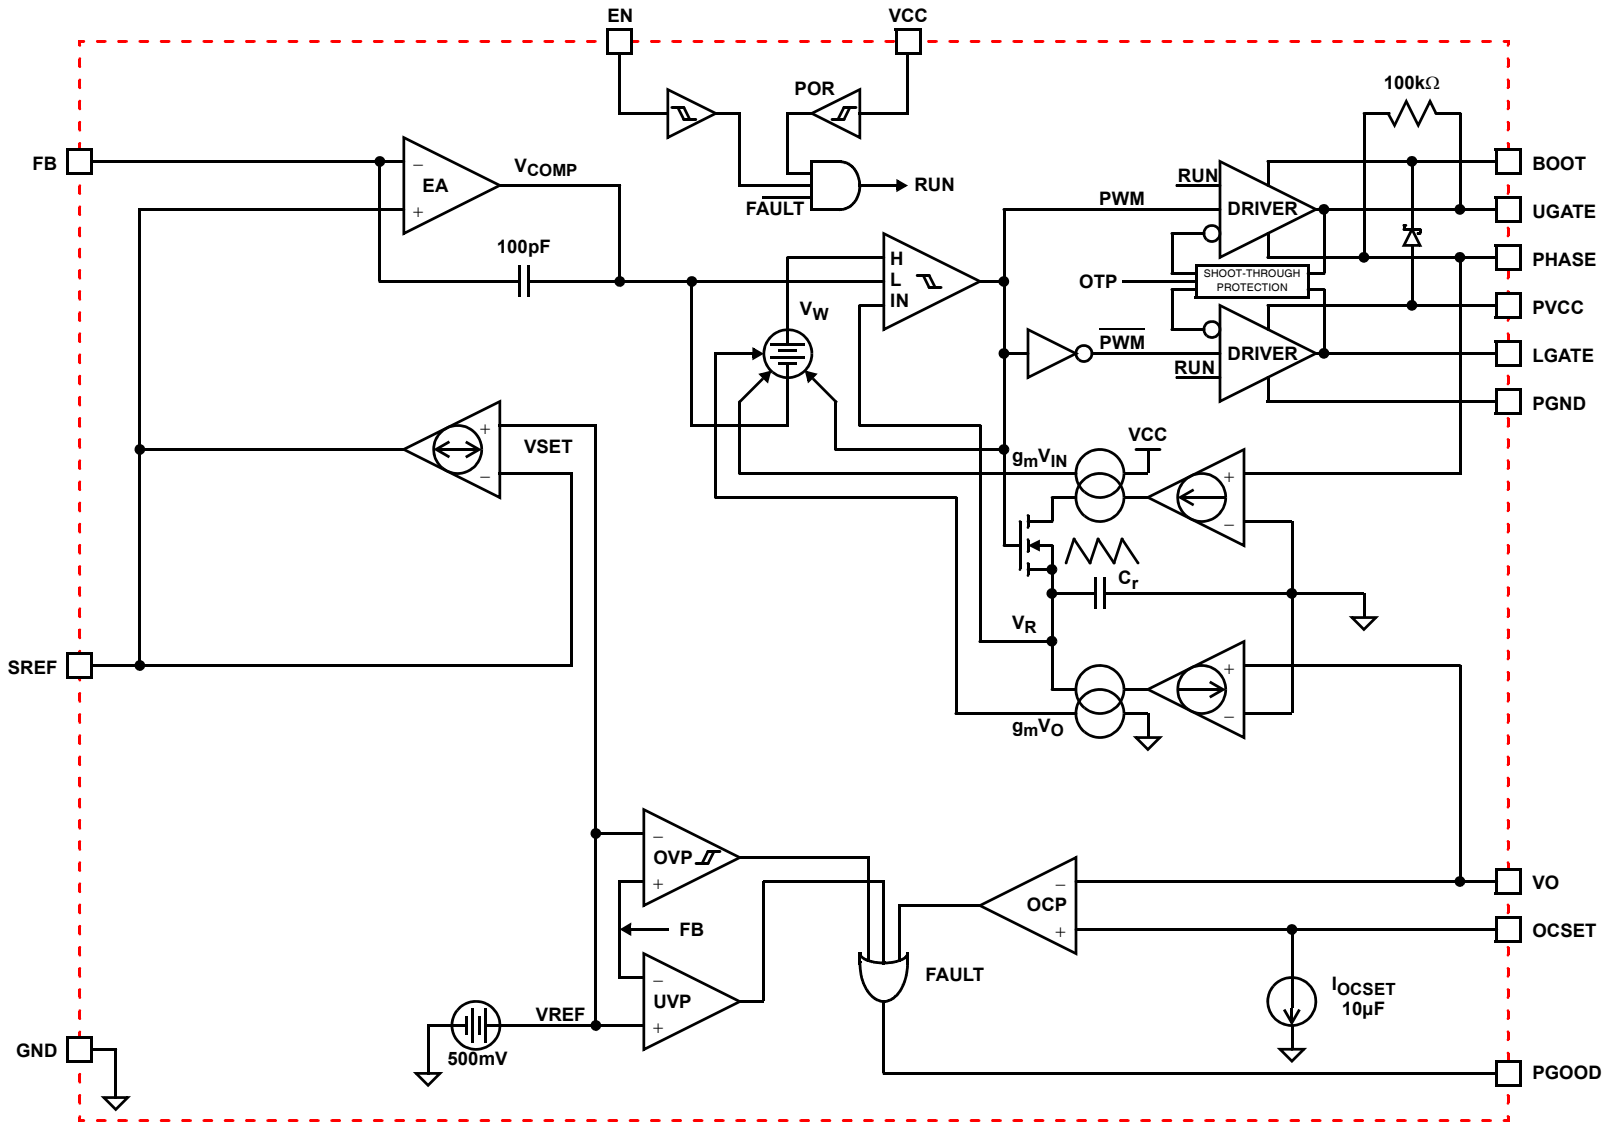 EN
VCC
POR
100kΩ
FB
BOOT
− EA +
VCOMP
RUN
RUN
PWM
DRIVER
UGATE
FAULT
100pF
H
L
IN
PHASE
OTP
SHOOT-THROUGH
PROTECTION
VW
PVCC
PWM
DRIVER
LGATE
RUN
PGND
+
−
VSET
gmVIN
VCC
+
−
Cr
VR
SREF
+
−
gmVO
−
OVP
+
FB
−
UVP
+
−
OCP
+
VO
OCSET
FAULT
IOCSET
10µF
VREF
500mV
GND
PGOOD